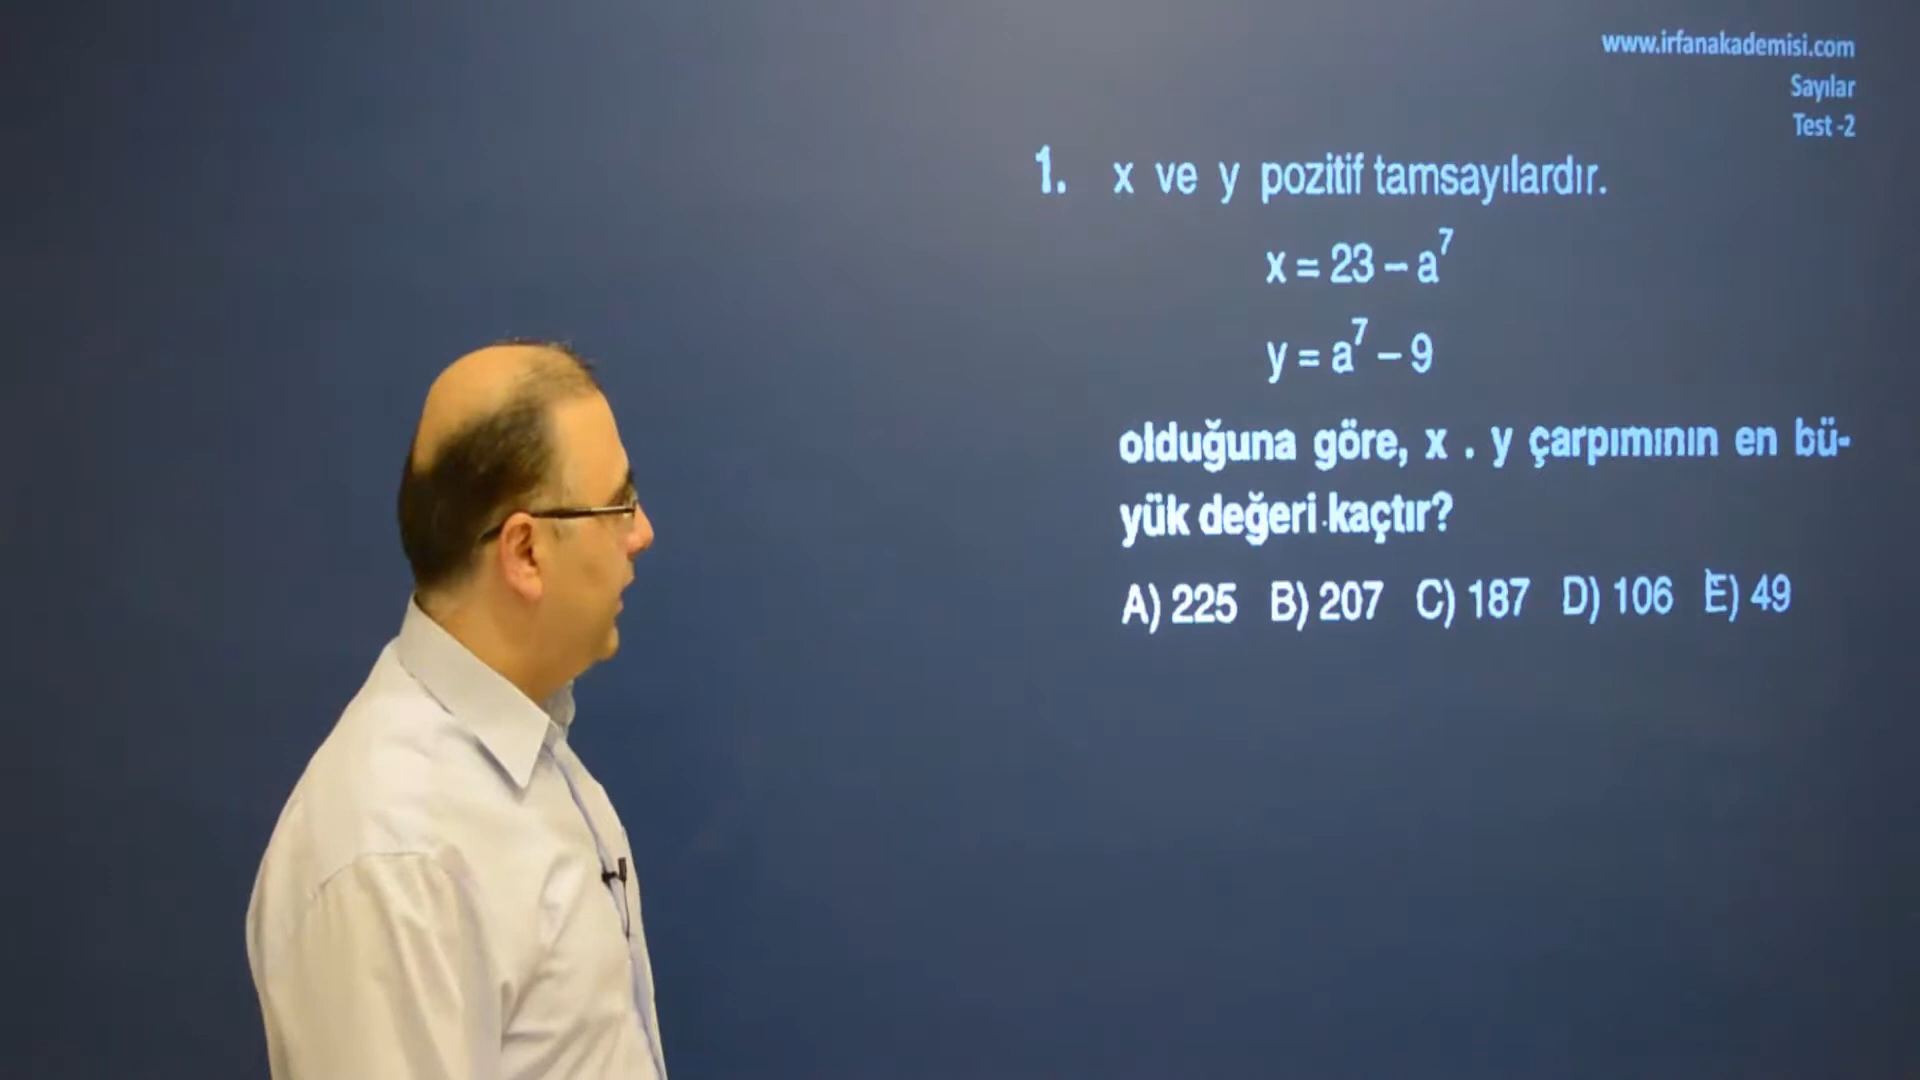 www.irfanakademisi.com
Sayılar
Test -2
1. x ve y pozitif tamsayılardır.
x = 23 – a⁷
y = a⁷ – 9
olduğuna göre, x . y çarpımının en bü-
yük değeri kaçtır?
A) 225 B) 207 C) 187 D) 106 E) 49